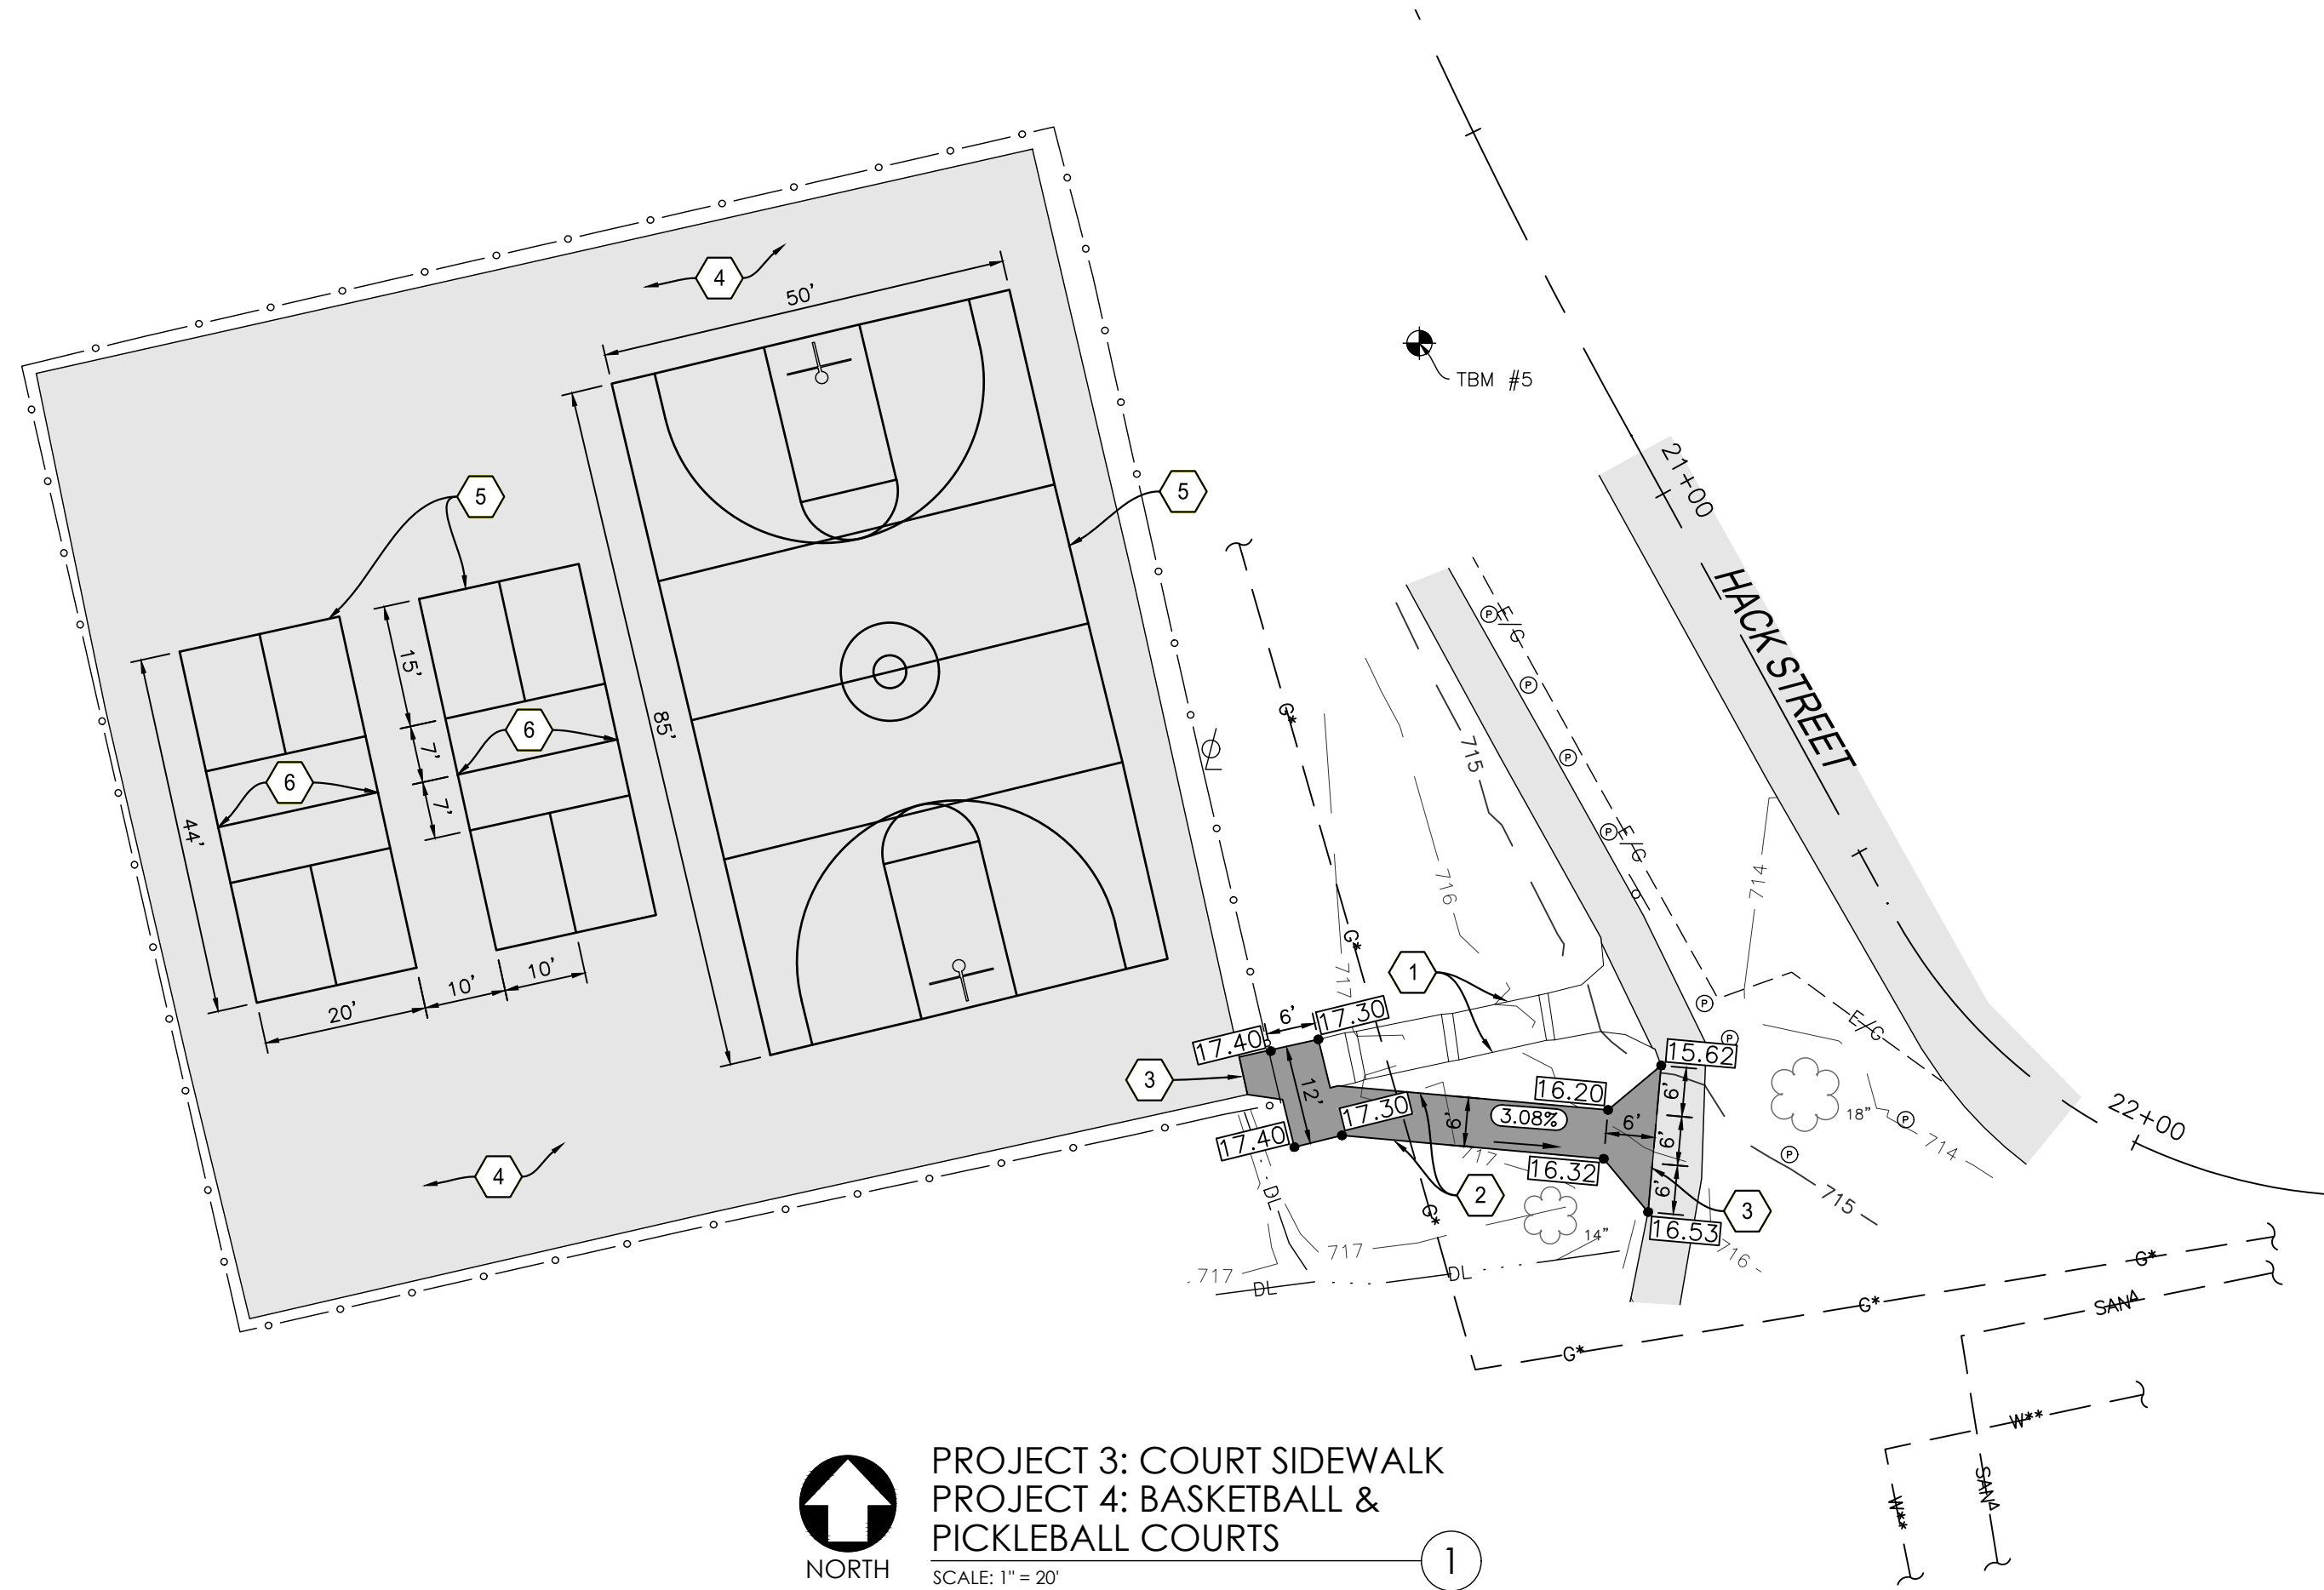 4
50'
TBM #5
21+00
5
5
HACK STREET
E/G
15'
6
7'
7'
85'
6
44'
G*
715
E/G
714
716
G*
10'
10'
20'
1
717
6'
17.30
17.40
E/G
15.62
3
12'
16.20
6'
17.30
6'
3.08%
6'
18"
22+00
17.40
6'
714
717
16.32
6'
4
DL
2
3
715
G*
16.53
14"
716
717
717
DL
DL
G*
G*
SAN
G*
W**
SAN
W**
NORTH
PROJECT 3: COURT SIDEWALK
PROJECT 4: BASKETBALL &
PICKLEBALL COURTS
1
SCALE: 1" = 20'
P
P
P
P
P
P
P
P